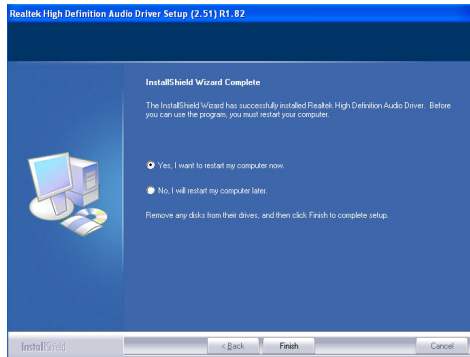 Realtek High Definition Audio Driver Setup (2.51) R1.82
InstallShield Wizard Complete
The InstallShield Wizard has successfully installed Realtek High Definition Audio Driver. Before
you can use the program, you must restart your computer.
Yes, I want to restart my computer now.
No, I will restart my computer later.
Remove any disks from their drives, and then click Finish to complete setup.
InstallShield
< Back
Finish
Cancel